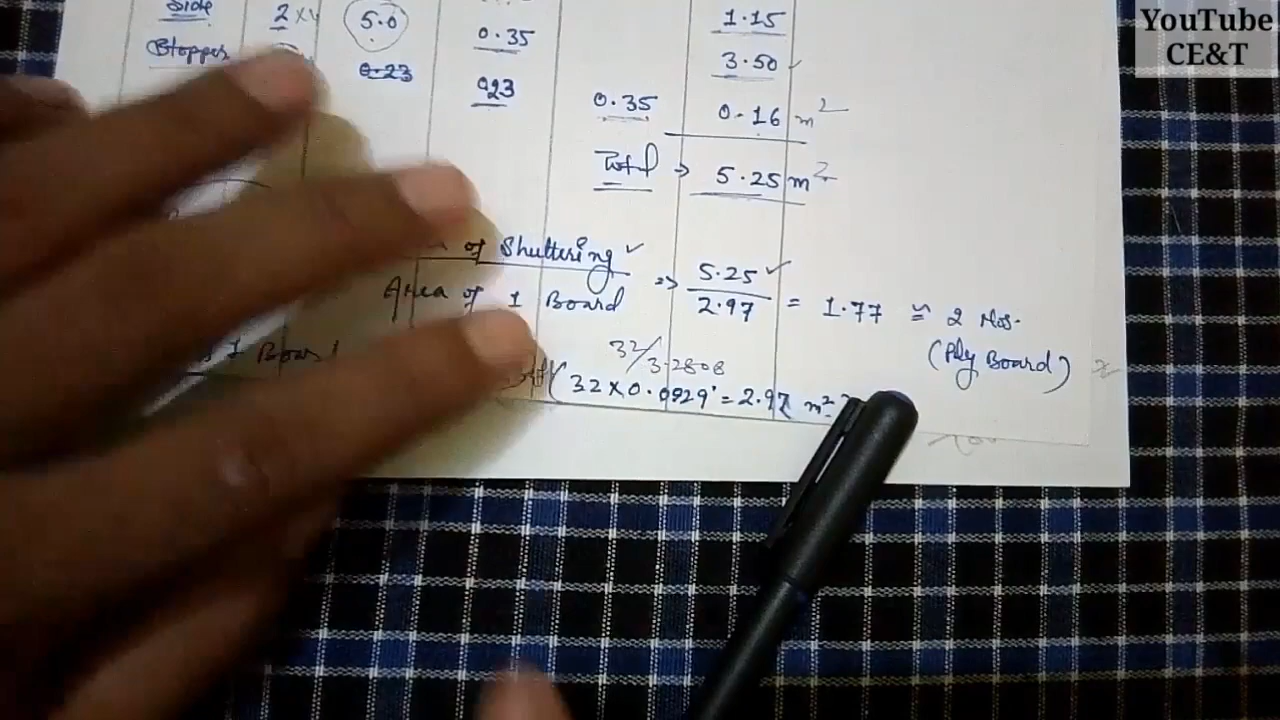 YouTube
CE&T
Side 2 x 5.0 1.15
Stopper 0.35 3.50
0.23 023 0.35 0.16 m2
Total → 5.25 m2
of Shuttering ✓
Area of 1 Board ⇒ 5.25 ✓ / 2.97 = 1.77 ≈ 2 Nos.
(Ply Board)
32/3.2808
(32 x 0.0929 = 2.97 m2